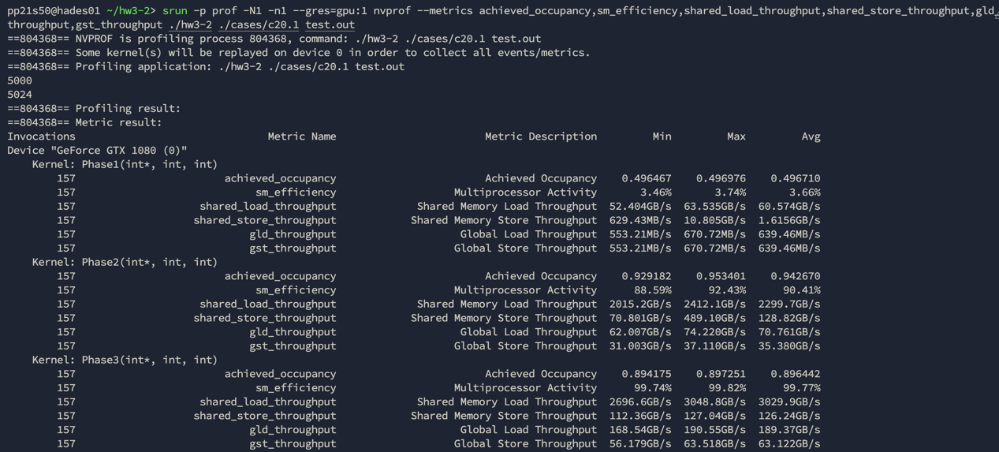 pp21s50@hades01 ~/hw3-2> srun -p prof -N1 -n1 --gres=gpu:1 nvprof --metrics achieved_occupancy,sm_efficiency,shared_load_throughput,shared_store_throughput,gld_
throughput,gst_throughput ./hw3-2 ./cases/c20.1 test.out
==804368== NVPROF is profiling process 804368, command: ./hw3-2 ./cases/c20.1 test.out
==804368== Some kernel(s) will be replayed on device 0 in order to collect all events/metrics.
==804368== Profiling application: ./hw3-2 ./cases/c20.1 test.out
5000
5024
==804368== Profiling result:
==804368== Metric result:
Invocations Metric Name Metric Description Min Max Avg
Device "GeForce GTX 1080 (0)"
Kernel: Phase1(int*, int, int)
157 achieved_occupancy Achieved Occupancy 0.496467 0.496976 0.496710
157 sm_efficiency Multiprocessor Activity 3.46% 3.74% 3.66%
157 shared_load_throughput Shared Memory Load Throughput 52.404GB/s 63.535GB/s 60.574GB/s
157 shared_store_throughput Shared Memory Store Throughput 629.43MB/s 10.805GB/s 1.6156GB/s
157 gld_throughput Global Load Throughput 553.21MB/s 670.72MB/s 639.46MB/s
157 gst_throughput Global Store Throughput 553.21MB/s 670.72MB/s 639.46MB/s
Kernel: Phase2(int*, int, int)
157 achieved_occupancy Achieved Occupancy 0.929182 0.953401 0.942670
157 sm_efficiency Multiprocessor Activity 88.59% 92.43% 90.41%
157 shared_load_throughput Shared Memory Load Throughput 2015.2GB/s 2412.1GB/s 2299.7GB/s
157 shared_store_throughput Shared Memory Store Throughput 70.801GB/s 489.10GB/s 128.82GB/s
157 gld_throughput Global Load Throughput 62.007GB/s 74.220GB/s 70.761GB/s
157 gst_throughput Global Store Throughput 31.003GB/s 37.110GB/s 35.380GB/s
Kernel: Phase3(int*, int, int)
157 achieved_occupancy Achieved Occupancy 0.894175 0.897251 0.896442
157 sm_efficiency Multiprocessor Activity 99.74% 99.82% 99.77%
157 shared_load_throughput Shared Memory Load Throughput 2696.6GB/s 3048.8GB/s 3029.9GB/s
157 shared_store_throughput Shared Memory Store Throughput 112.36GB/s 127.04GB/s 126.24GB/s
157 gld_throughput Global Load Throughput 168.54GB/s 190.55GB/s 189.37GB/s
157 gst_throughput Global Store Throughput 56.179GB/s 63.518GB/s 63.122GB/s